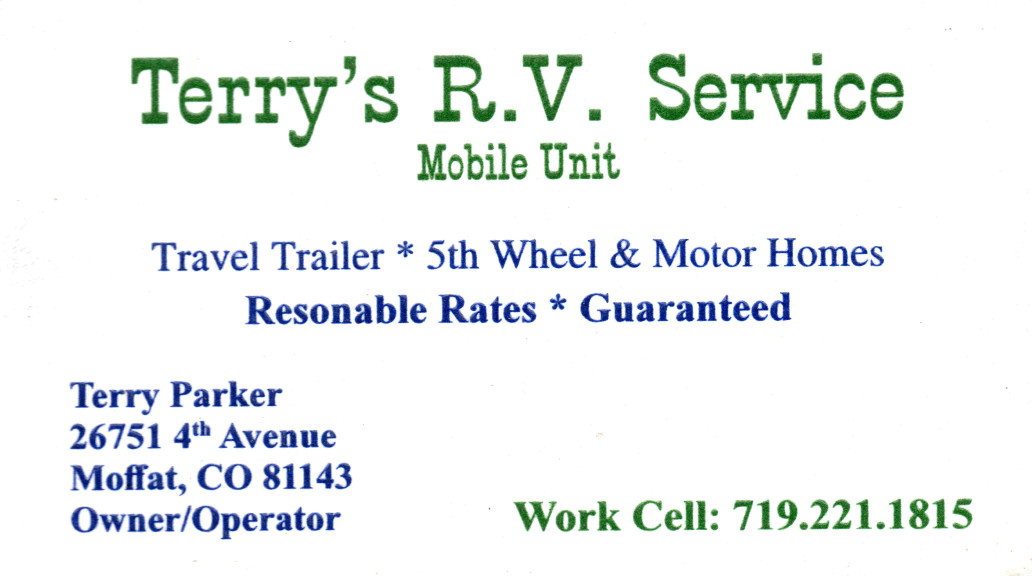 Terry's R.V. Service
Mobile Unit
Travel Trailer * 5th Wheel & Motor Homes
Resonable Rates * Guaranteed
Terry Parker
26751 4th Avenue
Moffat, CO 81143
Owner/Operator
Work Cell: 719.221.1815